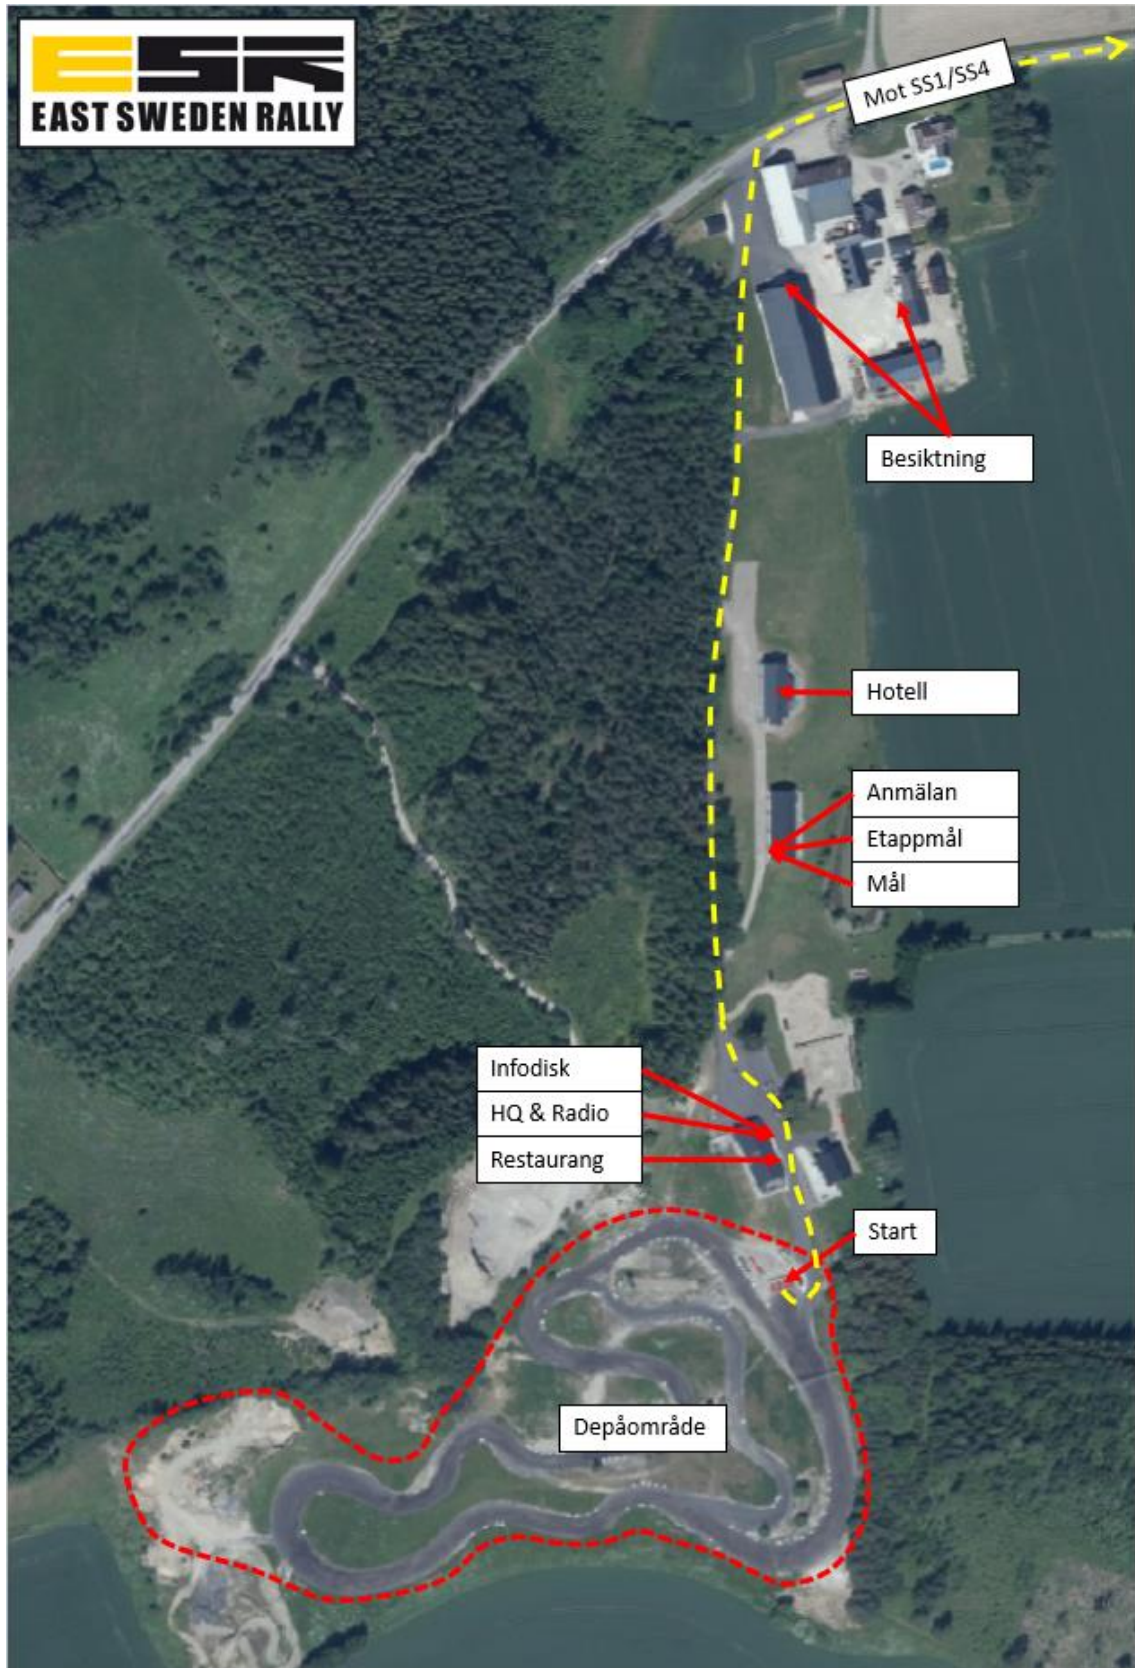 ESR
EAST SWEDEN RALLY
Mot SS1/SS4
Besiktning
Hotell
Anmälan
Etappmål
Mål
Infodisk
HQ & Radio
Restaurang
Start
Depåområde